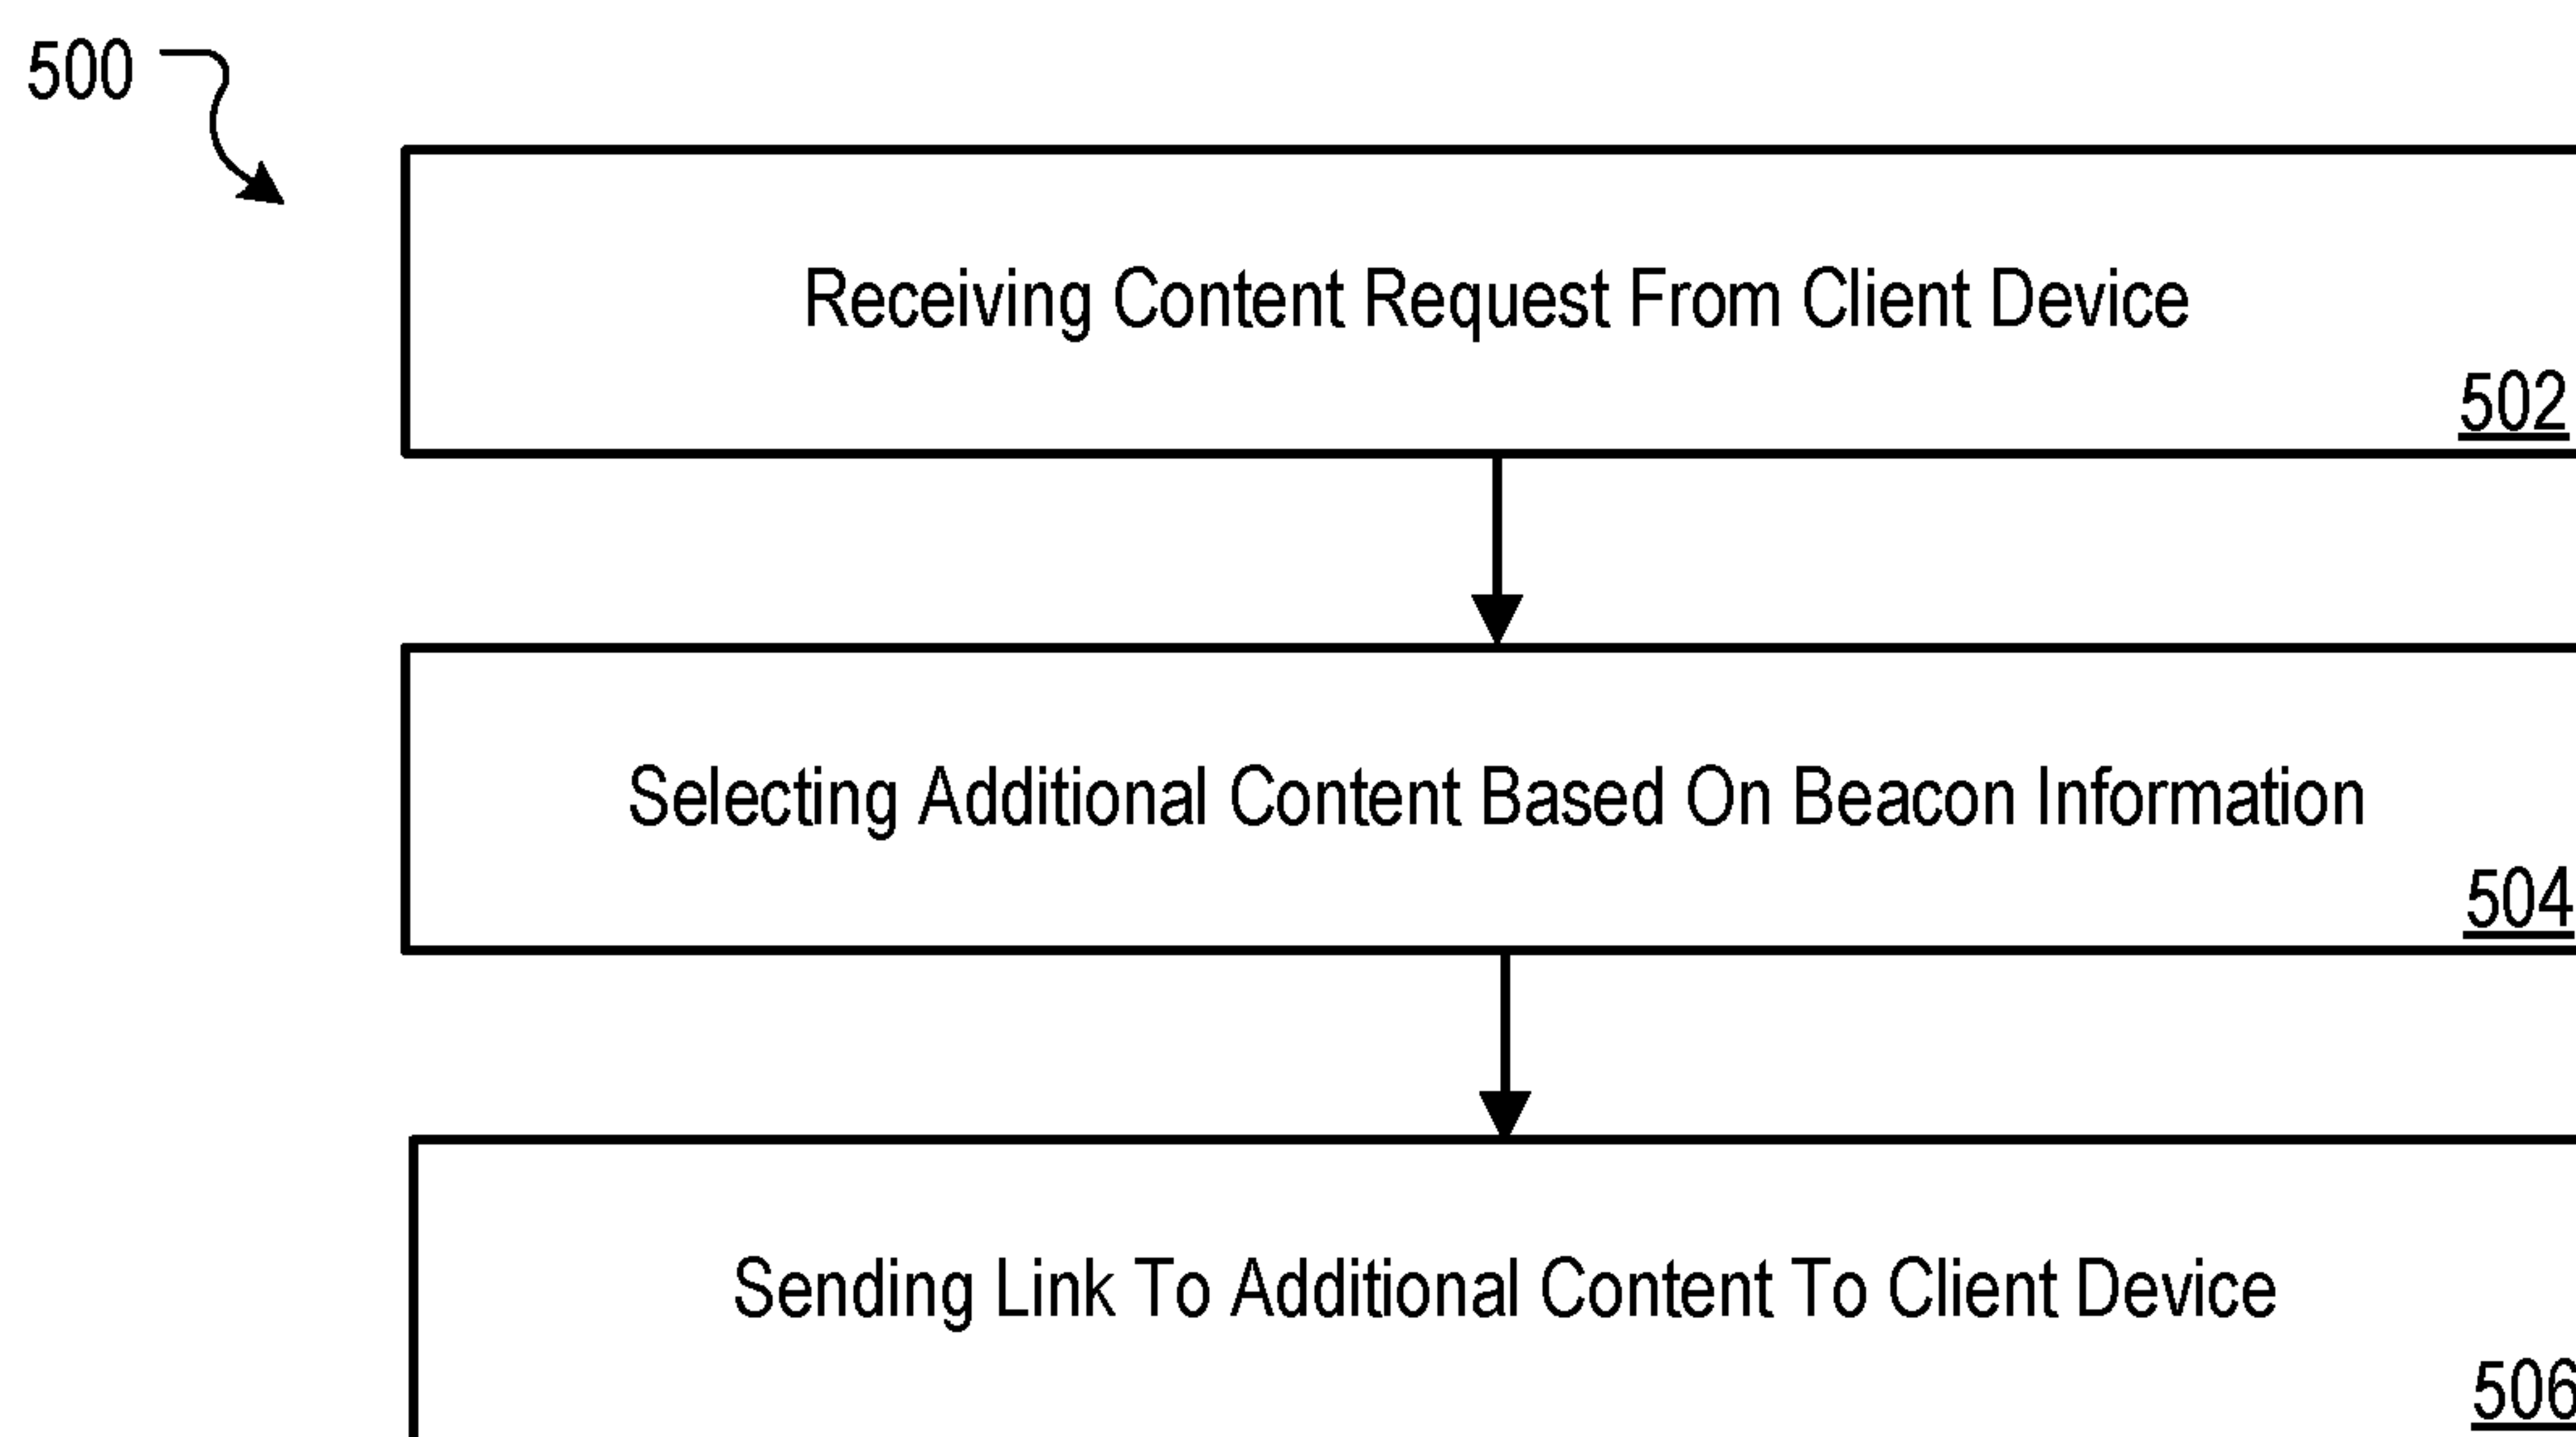 500
Receiving Content Request From Client Device
502
Selecting Additional Content Based On Beacon Information
504
Sending Link To Additional Content To Client Device
506